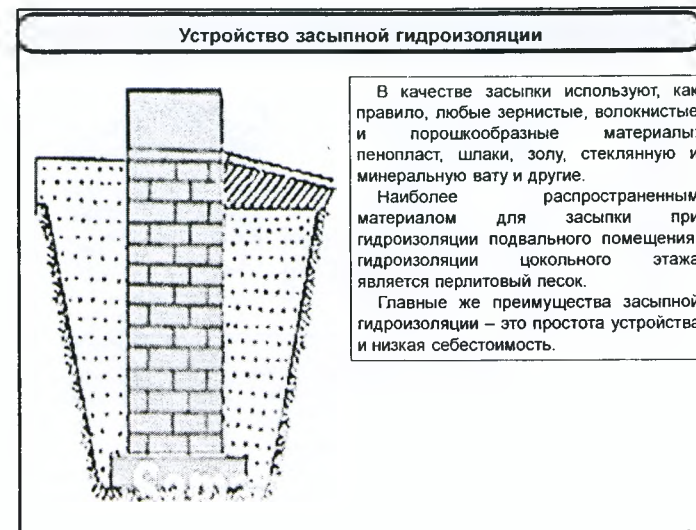 Устройство засыпной гидроизоляции
В качестве засыпки используют, как
правило, любые зернистые, волокнистые
и порошкообразные материалы:
пенопласт, шлаки, золу, стеклянную и
минеральную вату и другие.
Наиболее распространенным
материалом для засыпки при
гидроизоляции подвального помещения,
гидроизоляции цокольного этажа
является перлитовый песок.
Главные же преимущества засыпной
гидроизоляции – это простота устройства
и низкая себестоимость.